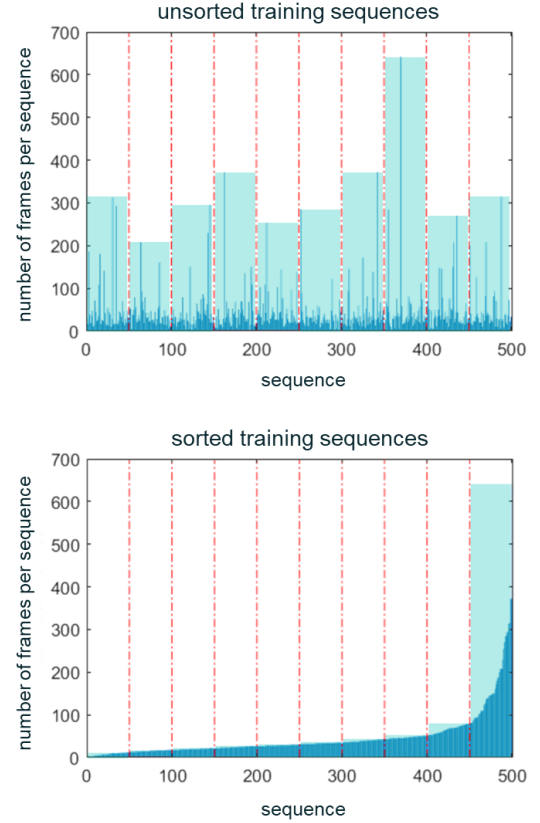 unsorted training sequences
700
600
500
400
300
200
100
0
number of frames per sequence
0 100 200 300 400 500
sequence
sorted training sequences
700
600
500
400
300
200
100
0
number of frames per sequence
0 100 200 300 400 500
sequence